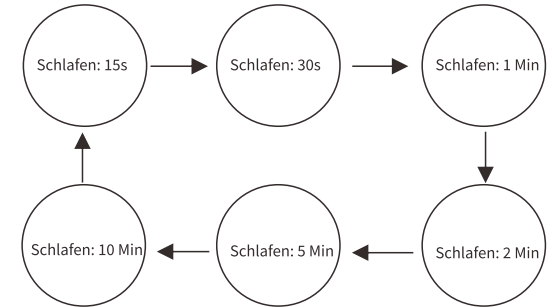 Schlafen: 15s
Schlafen: 30s
Schlafen: 1 Min
Schlafen: 10 Min
Schlafen: 5 Min
Schlafen: 2 Min